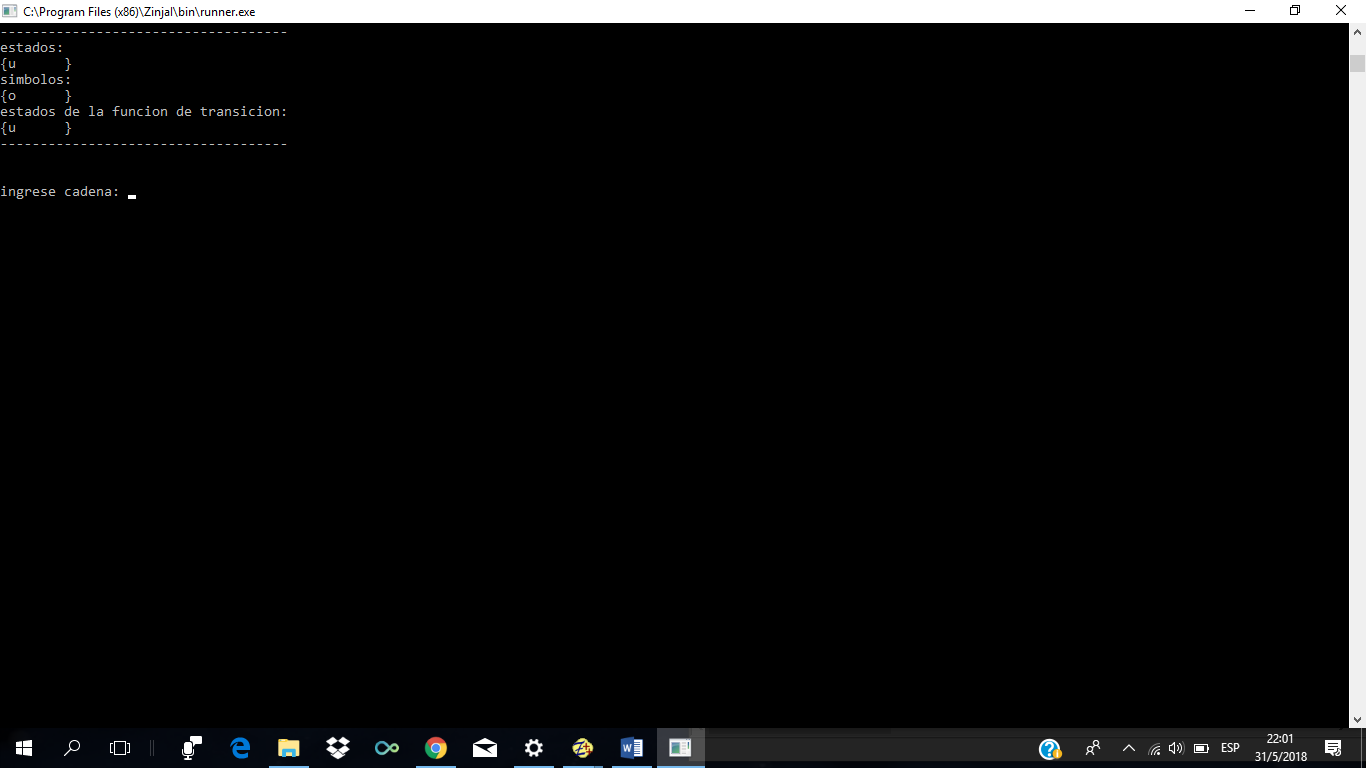 C:\Program Files (x86)\ZinjaI\bin\runner.exe
------------------------------------
estados:
{u      }
simbolos:
{o      }
estados de la funcion de transicion:
{u      }
------------------------------------
ingrese cadena:
ESP
22:01
31/5/2018